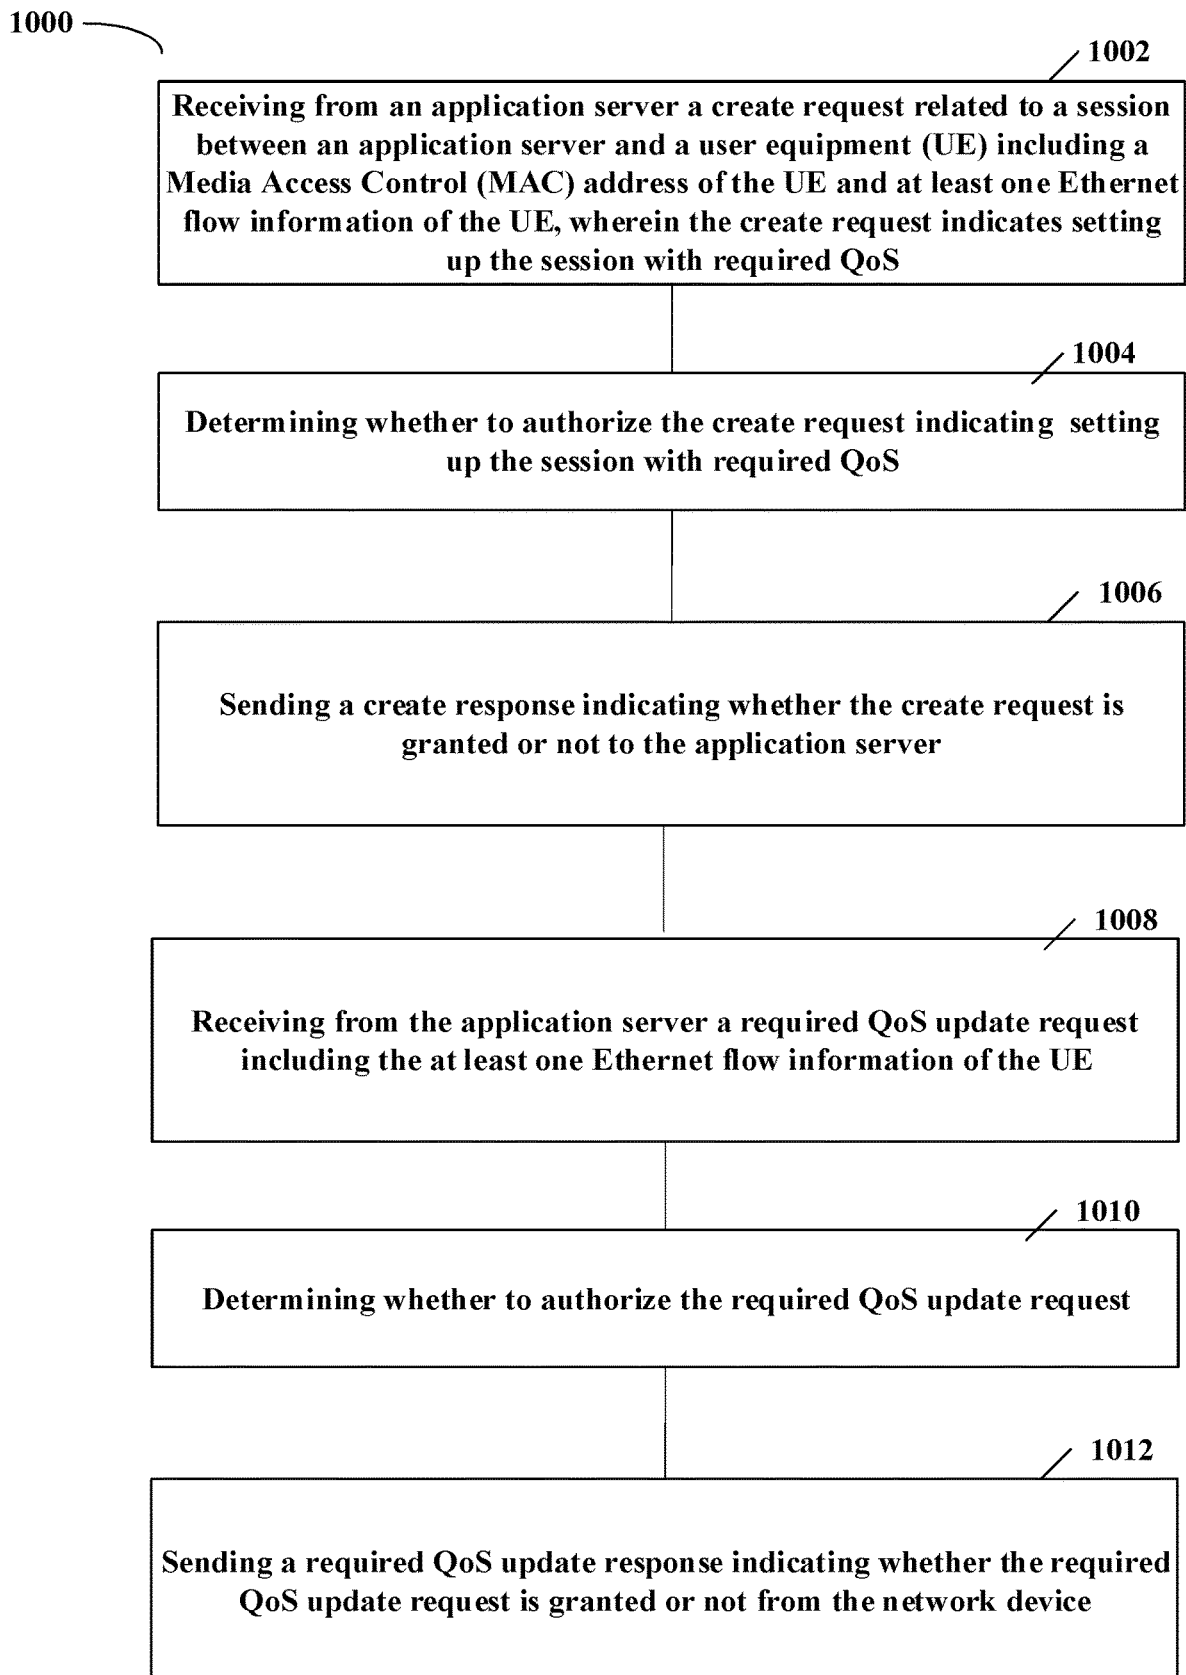 1000
1002
Receiving from an application server a create request related to a session
between an application server and a user equipment (UE) including a
Media Access Control (MAC) address of the UE and at least one Ethernet
flow information of the UE, wherein the create request indicates setting
up the session with required QoS
1004
Determining whether to authorize the create request indicating setting
up the session with required QoS
1006
Sending a create response indicating whether the create request is
granted or not to the application server
1008
Receiving from the application server a required QoS update request
including the at least one Ethernet flow information of the UE
1010
Determining whether to authorize the required QoS update request
1012
Sending a required QoS update response indicating whether the required
QoS update request is granted or not from the network device